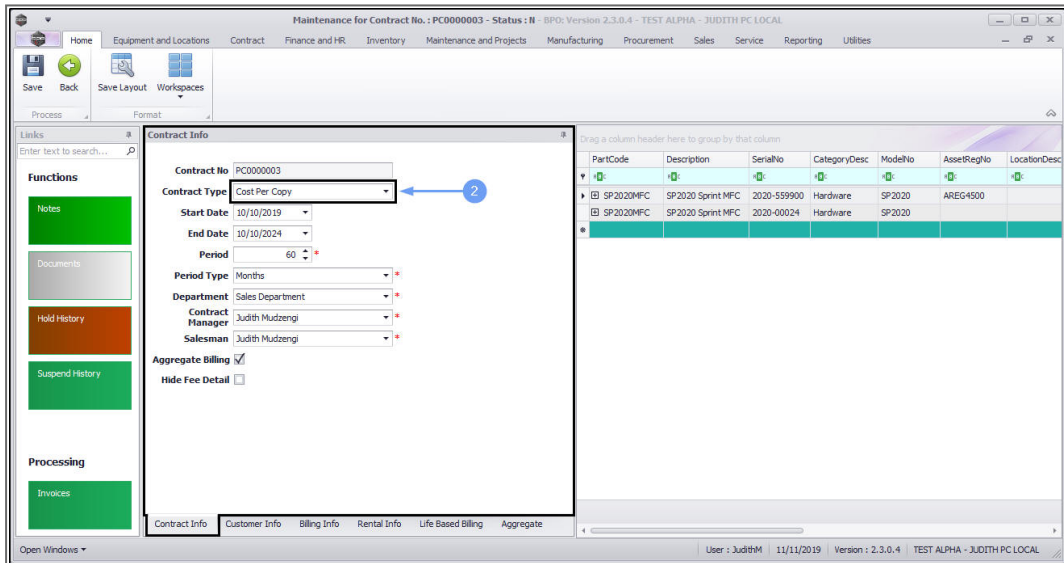 Maintenance for Contract No. : PC0000003 - Status : N - BPO: Version 2.3.0.4 - TEST ALPHA - JUDITH PC LOCAL
Home Equipment and Locations Contract Finance and HR Inventory Maintenance and Projects Manufacturing Procurement Sales Service Reporting Utilities
Save Back Save Layout Workspaces
Process Format
Links
Enter text to search...
Functions
Notes
Documents
Hold History
Suspend History
Processing
Invoices
Contract Info
Contract No PC0000003
Contract Type Cost Per Copy
2
Start Date 10/10/2019
End Date 10/10/2024
Period 60 *
Period Type Months *
Department Sales Department *
Contract Manager Judith Mudzengi *
Salesman Judith Mudzengi *
Aggregate Billing
Hide Fee Detail
Contract Info Customer Info Billing Info Rental Info Life Based Billing Aggregate
Drag a column header here to group by that column
PartCode Description SerialNo CategoryDesc ModelNo AssetRegNo LocationDesc
SP2020MFC SP2020 Sprint MFC 2020-559900 Hardware SP2020 AREG4500
SP2020MFC SP2020 Sprint MFC 2020-00024 Hardware SP2020
Open Windows User : JudithM 11/11/2019 Version : 2.3.0.4 TEST ALPHA - JUDITH PC LOCAL